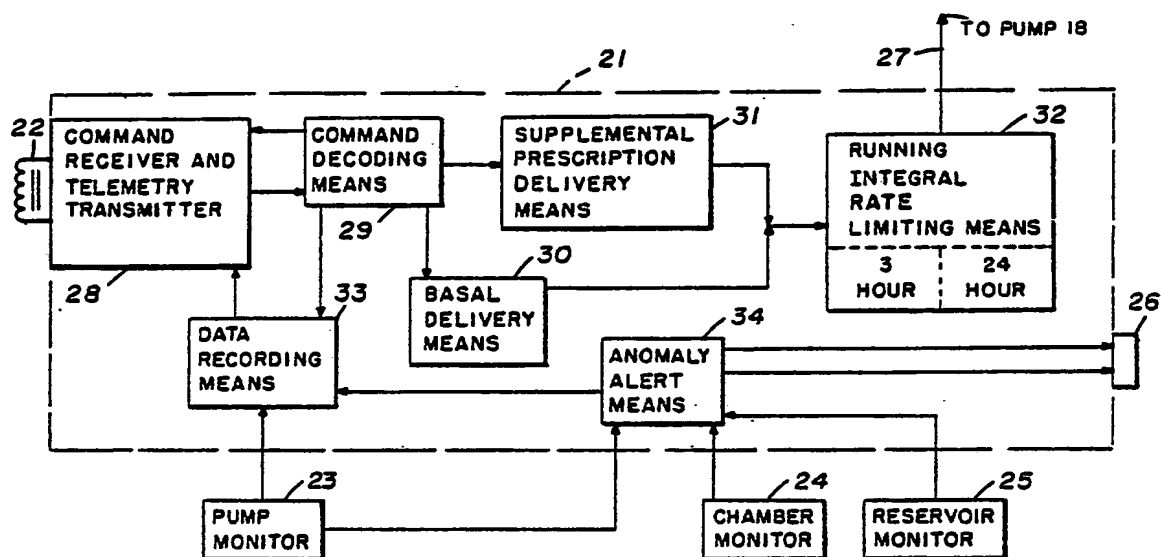 TO PUMP 18
27
21
22
COMMAND
RECEIVER AND
TELEMETRY
TRANSMITTER
28
COMMAND
DECODING
MEANS
29
SUPPLEMENTAL
PRESCRIPTION
DELIVERY
MEANS
31
32
RUNNING
INTEGRAL
RATE
LIMITING MEANS
3
HOUR
24
HOUR
30
BASAL
DELIVERY
MEANS
33
DATA
RECORDING
MEANS
34
ANOMALY
ALERT
MEANS
26
23
PUMP
MONITOR
24
CHAMBER
MONITOR
25
RESERVOIR
MONITOR